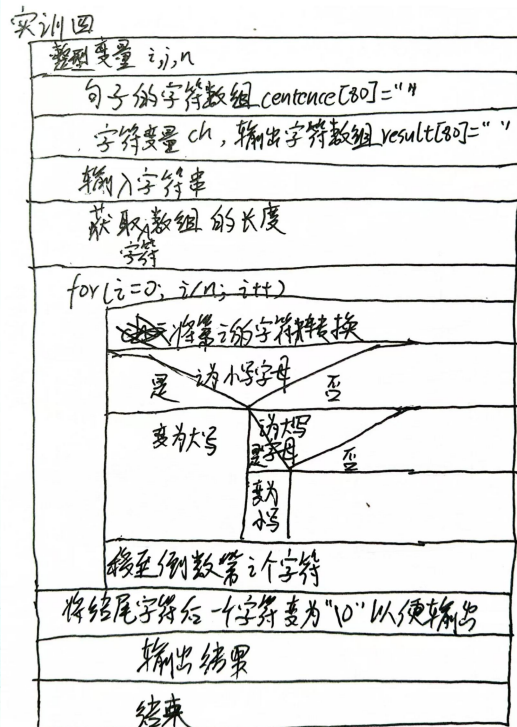 实训四
整型变量 i,j,n
句子的字符数组 centence[80]=""
字符变量 ch, 输出字符数组 result[80]=""
输入字符串
获取字符数组的长度
for(i=0; i<n; i++)
将第i的字符转换
是 i为小写字母 否
变为大写 i为大写
是 字母 否
变为
小写
移至倒数第i个字符
将结尾字符后一个字符变为"\0"以便输出
输出结果
结束